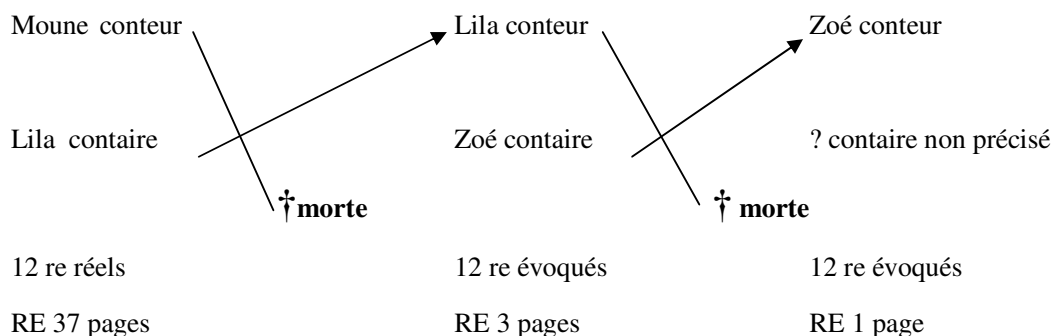 Moune conteur Lila conteur Zoé conteur
Lila contaire Zoé contaire ? contaire non précisé
†morte † morte
12 re réels 12 re évoqués 12 re évoqués
RE 37 pages RE 3 pages RE 1 page